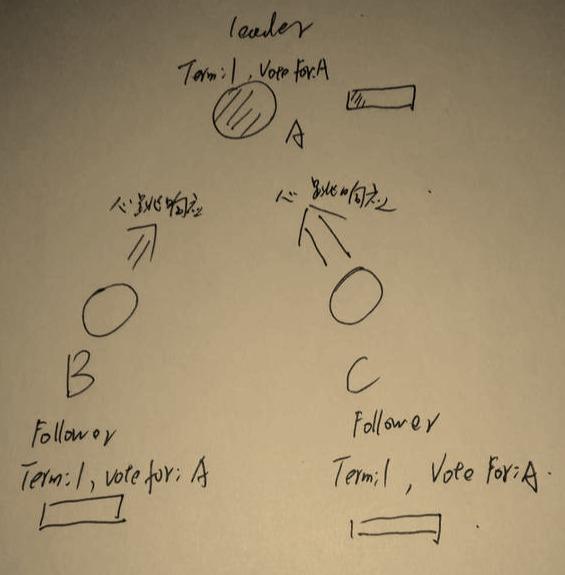 leader
Term:1, Vote For:A
A
心跳响应
心跳响应
B
C
Follower
Follower
Term:1, vote for: A
Term:1, Vote For:A.